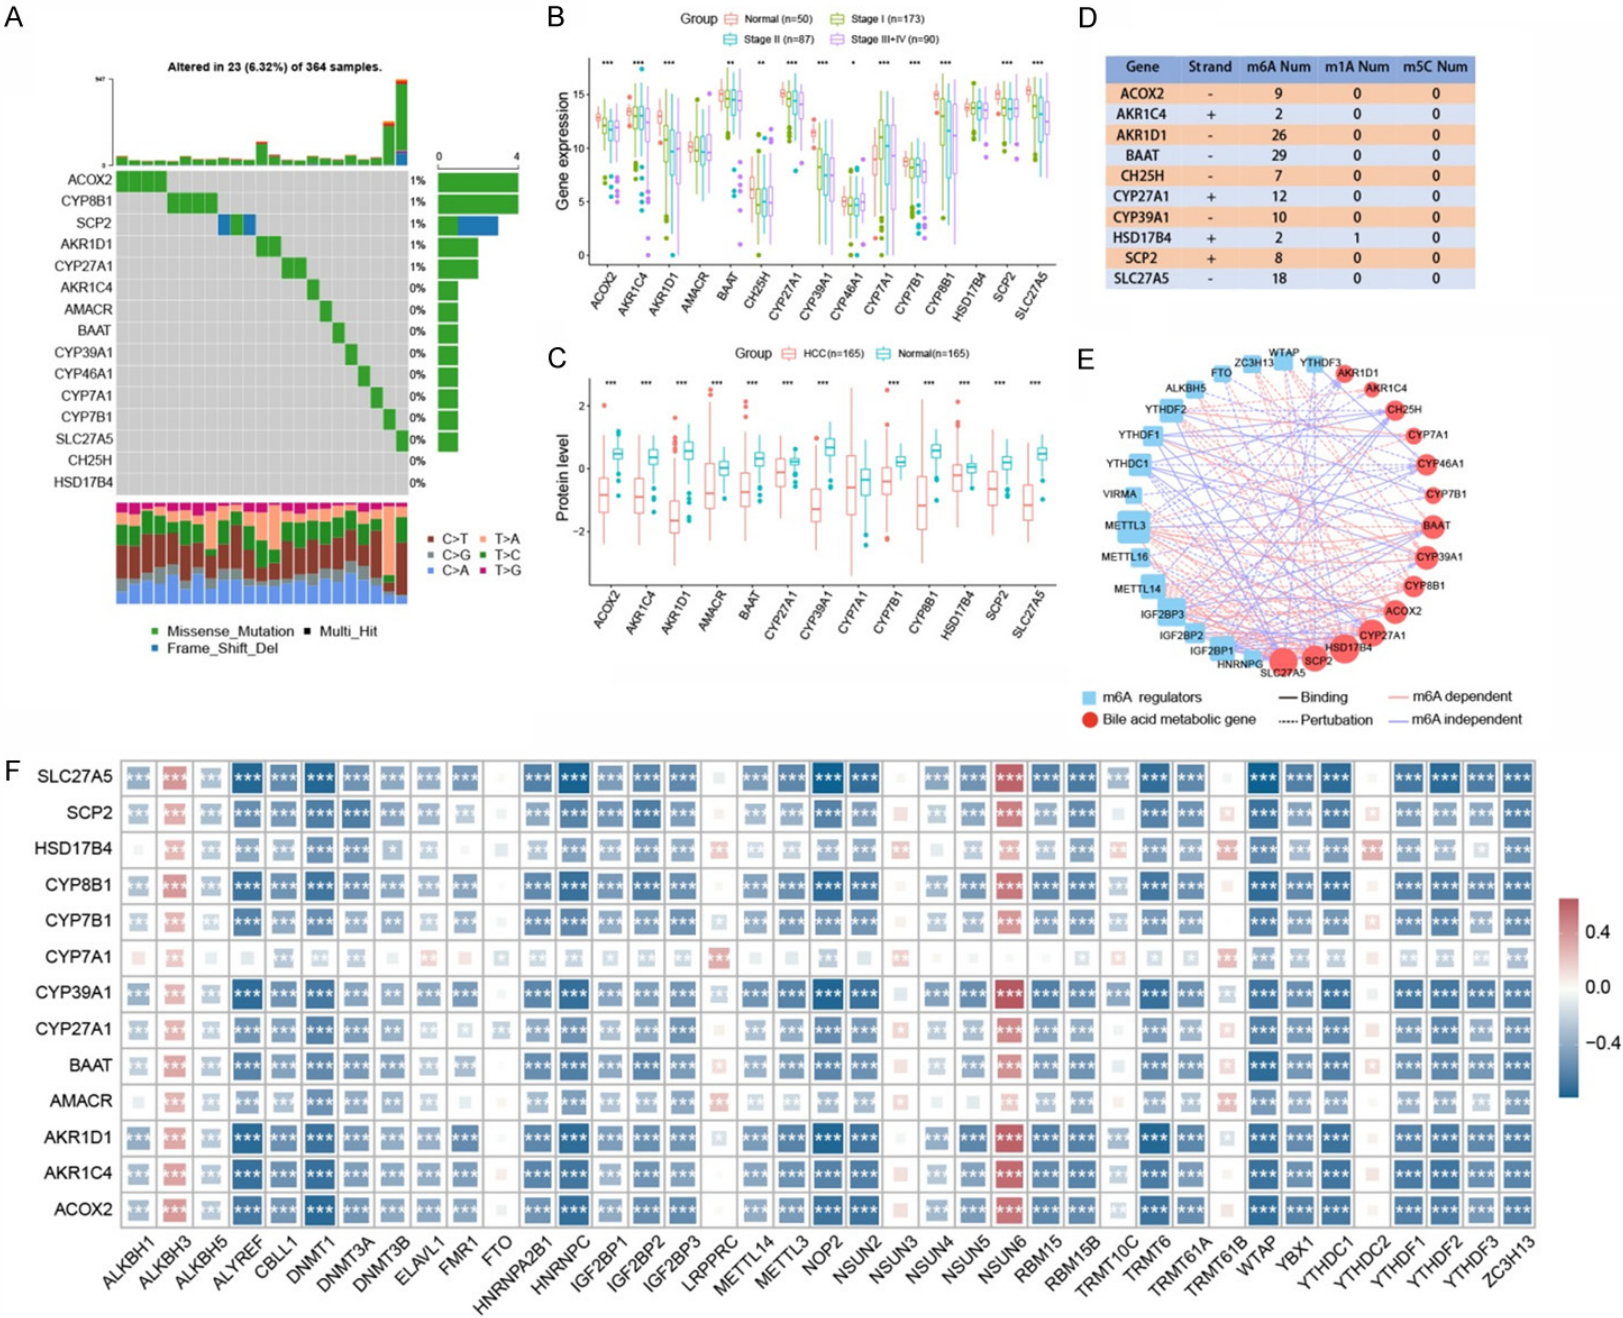 A
Altered in 23 (6.32%) of 364 samples.
947
0
0 4
ACOX2 1%
CYP8B1 1%
SCP2 1%
AKR1D1 1%
CYP27A1 1%
AKR1C4 0%
AMACR 0%
BAAT 0%
CYP39A1 0%
CYP46A1 0%
CYP7A1 0%
CYP7B1 0%
SLC27A5 0%
CH25H 0%
HSD17B4 0%
C>T T>A
C>G T>C
C>A T>G
Missense_Mutation Multi_Hit
Frame_Shift_Del
B
Group Normal (n=50) Stage I (n=173)
Stage II (n=87) Stage III+IV (n=90)
Gene expression
15
10
5
0
*** *** *** ** ** *** *** * *** *** *** *** ***
ACOX2 AKR1C4 AKR1D1 AMACR BAAT CH25H CYP27A1 CYP39A1 CYP46A1 CYP7A1 CYP7B1 CYP8B1 HSD17B4 SCP2 SLC27A5
C
Group HCC(n=165) Normal(n=165)
Protein level
2
0
−2
*** *** *** *** *** *** *** *** *** *** *** ***
ACOX2 AKR1C4 AKR1D1 AMACR BAAT CYP27A1 CYP39A1 CYP7A1 CYP7B1 CYP8B1 HSD17B4 SCP2 SLC27A5
D
Gene Strand m6A Num m1A Num m5C Num
ACOX2 - 9 0 0
AKR1C4 + 2 0 0
AKR1D1 - 26 0 0
BAAT - 29 0 0
CH25H - 7 0 0
CYP27A1 + 12 0 0
CYP39A1 - 10 0 0
HSD17B4 + 2 1 0
SCP2 + 8 0 0
SLC27A5 - 18 0 0
E
WTAP
YTHDF3
AKR1D1
AKR1C4
CH25H
CYP7A1
CYP46A1
CYP7B1
BAAT
CYP39A1
CYP8B1
ACOX2
CYP27A1
HSD17B4
SCP2
SLC27A5
HNRNPG
IGF2BP1
IGF2BP2
IGF2BP3
METTL14
METTL16
METTL3
VIRMA
YTHDC1
YTHDF1
YTHDF2
ALKBH5
FTO
ZC3H13
m6A regulators Binding m6A dependent
Bile acid metabolic gene Pertubation m6A independent
F
SLC27A5
SCP2
HSD17B4
CYP8B1
CYP7B1
CYP7A1
CYP39A1
CYP27A1
BAAT
AMACR
AKR1D1
AKR1C4
ACOX2
ALKBH1 ALKBH3 ALKBH5 ALYREF CBLL1 DNMT1 DNMT3A DNMT3B ELAVL1 FMR1 FTO HNRNPA2B1 HNRNPC IGF2BP1 IGF2BP2 IGF2BP3 LRPPRC METTL14 METTL3 NOP2 NSUN2 NSUN3 NSUN4 NSUN5 NSUN6 RBM15 RBM15B TRMT10C TRMT6 TRMT61A TRMT61B WTAP YBX1 YTHDC1 YTHDC2 YTHDF1 YTHDF2 YTHDF3 ZC3H13
0.4
0.0
−0.4